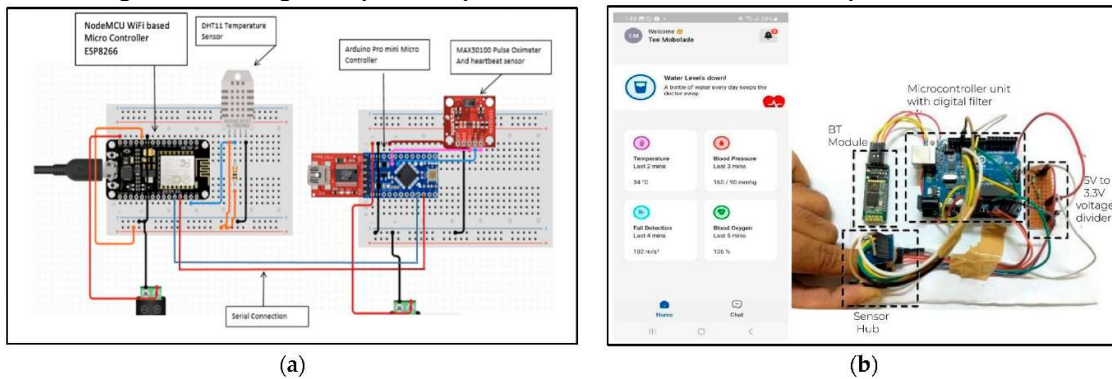 NodeMCU WiFi based
Micro Controller
ESP8266
DHT11 Temperature
Sensor
Arduino Pro mini Micro
Controller
MAX30100 Pulse Oximeter
And heartbeat sensor
Serial Connection
(a)
Welcome
Tee Mobolade
TM
Water Levels down!
A bottle of water every day keeps the
doctor away.
Temperature
Last 2 mins
34 °C
Blood Pressure
Last 3 mins
160 / 90 mmhg
Fall Detection
Last 4 mins
102 m/s²
Blood Oxygen
Last 5 mins
136 %
Home
Chat
Microcontroller unit
with digital filter
BT
Module
5V to
3.3V
voltage
divider
Sensor
Hub
(b)